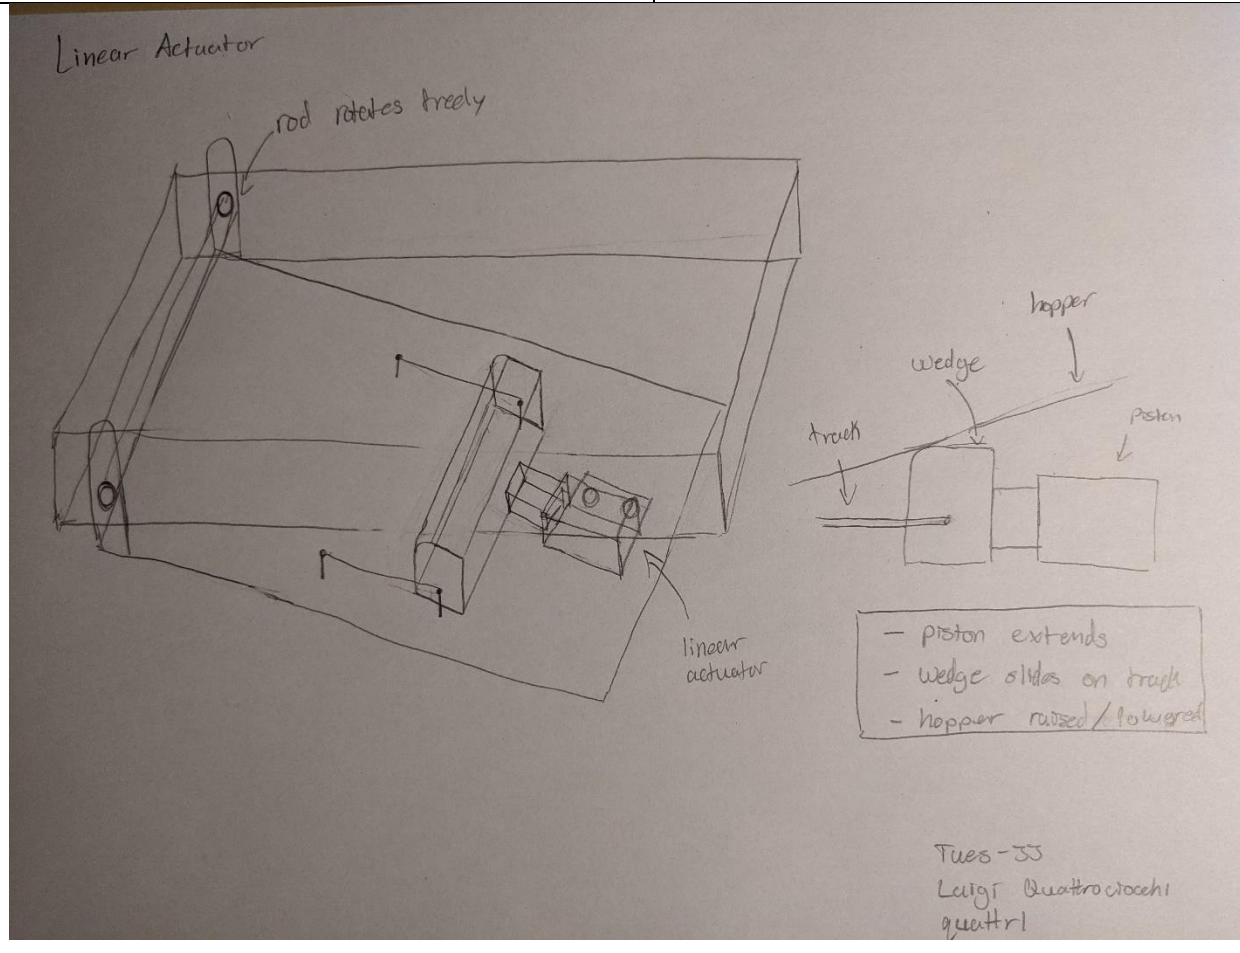 Linear Actuator
rod rotates freely
hopper
wedge
piston
track
linear
actuator
- piston extends
- wedge slides on track
- hopper raised/lowered
Tues-JJ
Luigi Quattrociocchi
quattrl